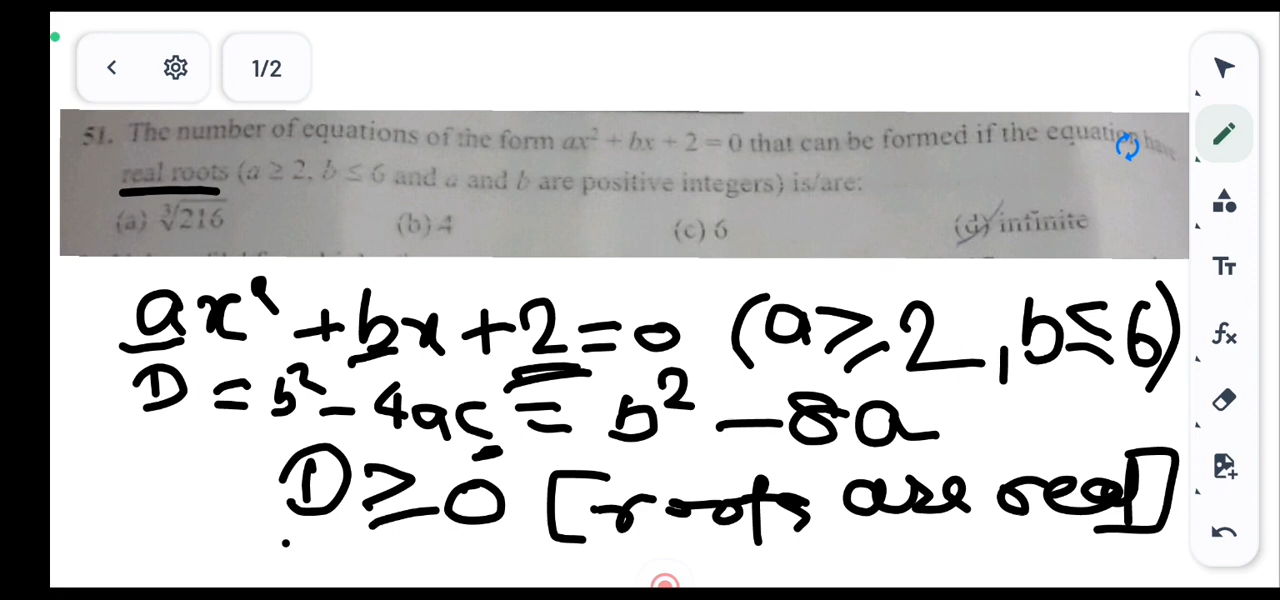 1/2
51. The number of equations of the form ax² + bx + 2 = 0 that can be formed if the equation have
real roots (a ≥ 2, b ≤ 6 and a and b are positive integers) is/are:
(a) ∛216 (b) 4 (c) 6 (d) infinite
ax² + bx + 2 = 0 (a ≥ 2, b ≤ 6)
D = b² - 4ac = b² - 8a
D ≥ 0 [roots are real]
Tт
fx